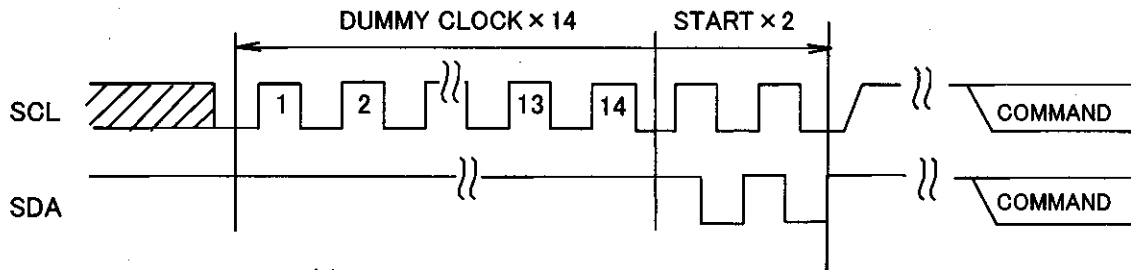 DUMMY CLOCK × 14 START × 2
SCL 1 2 13 14 COMMAND
SDA COMMAND